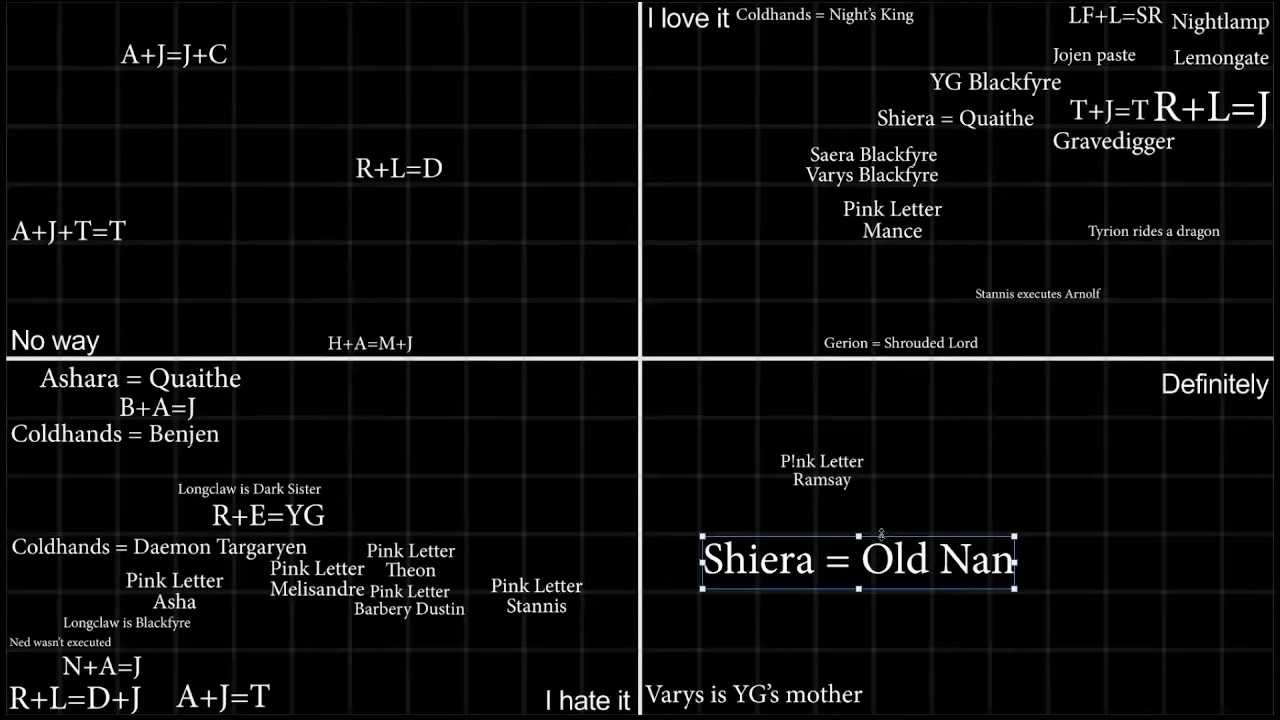 A+J=J+C
R+L=D
A+J+T=T
No way
H+A=M+J
I love it
Coldhands = Night's King
LF+L=SR
Nightlamp
Jojen paste
Lemongate
YG Blackfyre
T+J=T
R+L=J
Shiera = Quaithe
Gravedigger
Saera Blackfyre
Varys Blackfyre
Pink Letter
Mance
Tyrion rides a dragon
Stannis executes Arnolf
Gerion = Shrouded Lord
Ashara = Quaithe
B+A=J
Coldhands = Benjen
Longclaw is Dark Sister
R+E=YG
Coldhands = Daemon Targaryen
Pink Letter
Asha
Pink Letter
Melisandre
Pink Letter
Theon
Pink Letter
Barbery Dustin
Pink Letter
Stannis
Longclaw is Blackfyre
Ned wasn't executed
N+A=J
R+L=D+J
A+J=T
I hate it
Definitely
P!nk Letter
Ramsay
Shiera = Old Nan
Varys is YG's mother